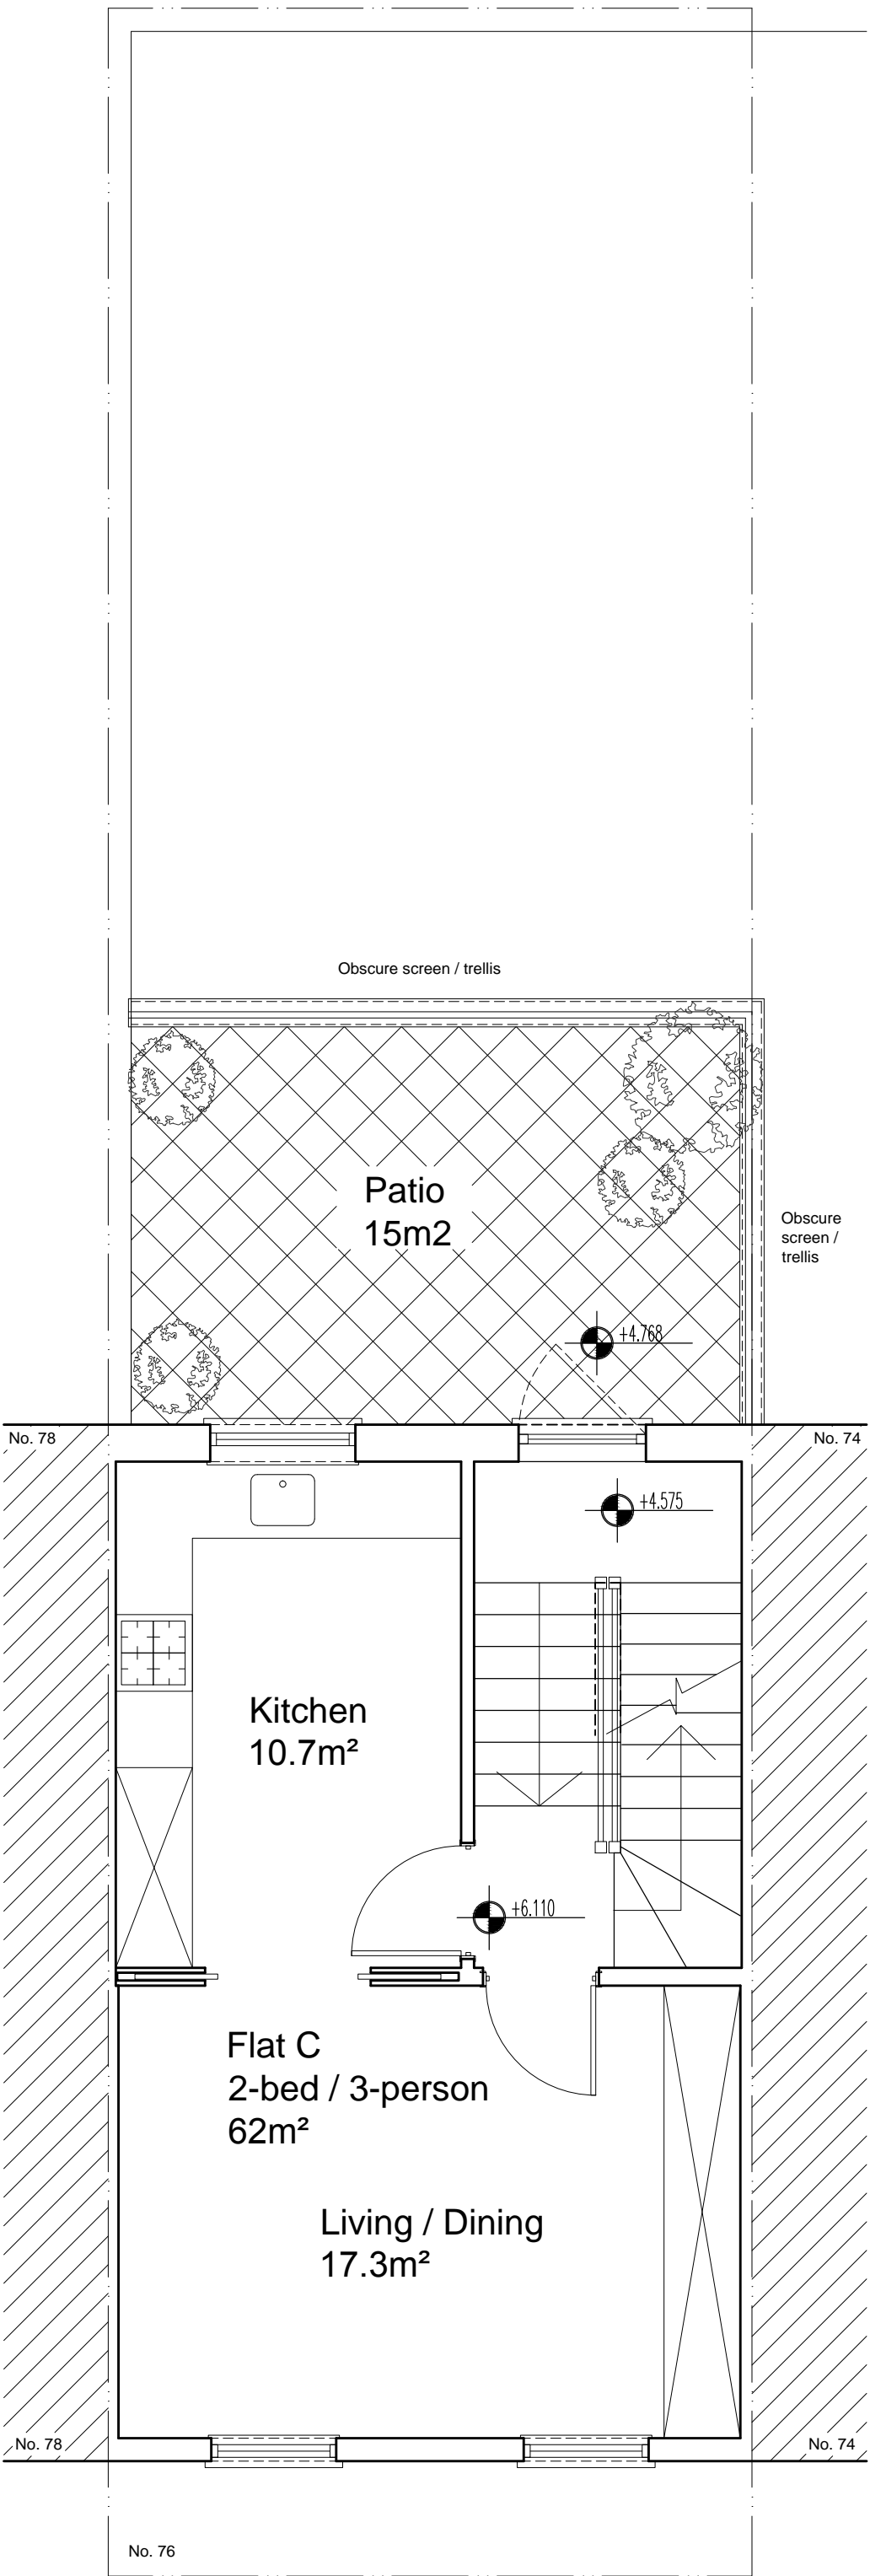 Obscure screen / trellis
Patio
15m2
Obscure
screen /
trellis
+4.768
No. 78
No. 74
+4.575
Kitchen
10.7m²
+6.110
Flat C
2-bed / 3-person
62m²
Living / Dining
17.3m²
No. 78
No. 74
No. 76